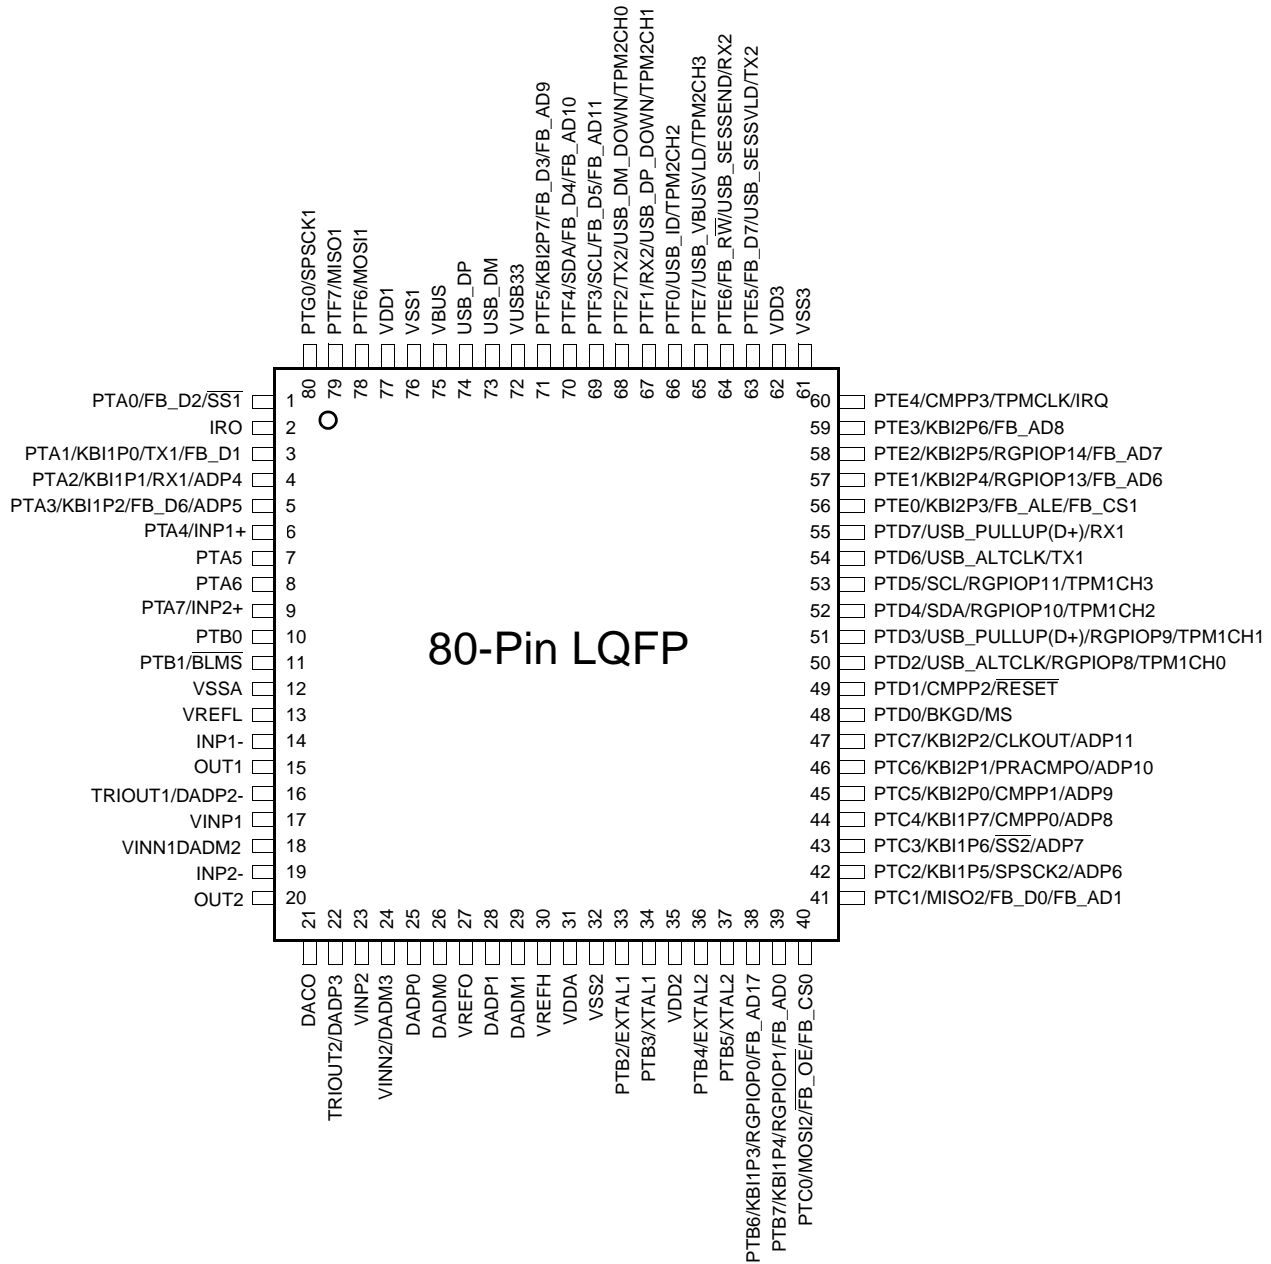 PTG0/SPSCK1
PTF7/MISO1
PTF6/MOSI1
VDD1
VSS1
VBUS
USB_DP
USB_DM
VUSB33
PTF5/KBI2P7/FB_D3/FB_AD9
PTF4/SDA/FB_D4/FB_AD10
PTF3/SCL/FB_D5/FB_AD11
PTF2/TX2/USB_DM_DOWN/TPM2CH0
PTF1/RX2/USB_DP_DOWN/TPM2CH1
PTF0/USB_ID/TPM2CH2
PTE7/USB_VBUSVLD/TPM2CH3
PTE6/FB_RW/USB_SESSEND/RX2
PTE5/FB_D7/USB_SESSVLD/TX2
VDD3
VSS3
80
79
78
77
76
75
74
73
72
71
70
69
68
67
66
65
64
63
62
61
PTA0/FB_D2/SS1 1
IRO 2
PTA1/KBI1P0/TX1/FB_D1 3
PTA2/KBI1P1/RX1/ADP4 4
PTA3/KBI1P2/FB_D6/ADP5 5
PTA4/INP1+ 6
PTA5 7
PTA6 8
PTA7/INP2+ 9
PTB0 10
PTB1/BLMS 11
VSSA 12
VREFL 13
INP1- 14
OUT1 15
TRIOUT1/DADP2- 16
VINP1 17
VINN1DADM2 18
INP2- 19
OUT2 20
80-Pin LQFP
60 PTE4/CMPP3/TPMCLK/IRQ
59 PTE3/KBI2P6/FB_AD8
58 PTE2/KBI2P5/RGPIOP14/FB_AD7
57 PTE1/KBI2P4/RGPIOP13/FB_AD6
56 PTE0/KBI2P3/FB_ALE/FB_CS1
55 PTD7/USB_PULLUP(D+)/RX1
54 PTD6/USB_ALTCLK/TX1
53 PTD5/SCL/RGPIOP11/TPM1CH3
52 PTD4/SDA/RGPIOP10/TPM1CH2
51 PTD3/USB_PULLUP(D+)/RGPIOP9/TPM1CH1
50 PTD2/USB_ALTCLK/RGPIOP8/TPM1CH0
49 PTD1/CMPP2/RESET
48 PTD0/BKGD/MS
47 PTC7/KBI2P2/CLKOUT/ADP11
46 PTC6/KBI2P1/PRACMPO/ADP10
45 PTC5/KBI2P0/CMPP1/ADP9
44 PTC4/KBI1P7/CMPP0/ADP8
43 PTC3/KBI1P6/SS2/ADP7
42 PTC2/KBI1P5/SPSCK2/ADP6
41 PTC1/MISO2/FB_D0/FB_AD1
21
22
23
24
25
26
27
28
29
30
31
32
33
34
35
36
37
38
39
40
DACO
TRIOUT2/DADP3
VINP2
VINN2/DADM3
DADP0
DADM0
VREFO
DADP1
DADM1
VREFH
VDDA
VSS2
PTB2/EXTAL1
PTB3/XTAL1
VDD2
PTB4/EXTAL2
PTB5/XTAL2
PTB6/KBI1P3/RGPIOP0/FB_AD17
PTB7/KBI1P4/RGPIOP1/FB_AD0
PTC0/MOSI2/FB_OE/FB_CS0